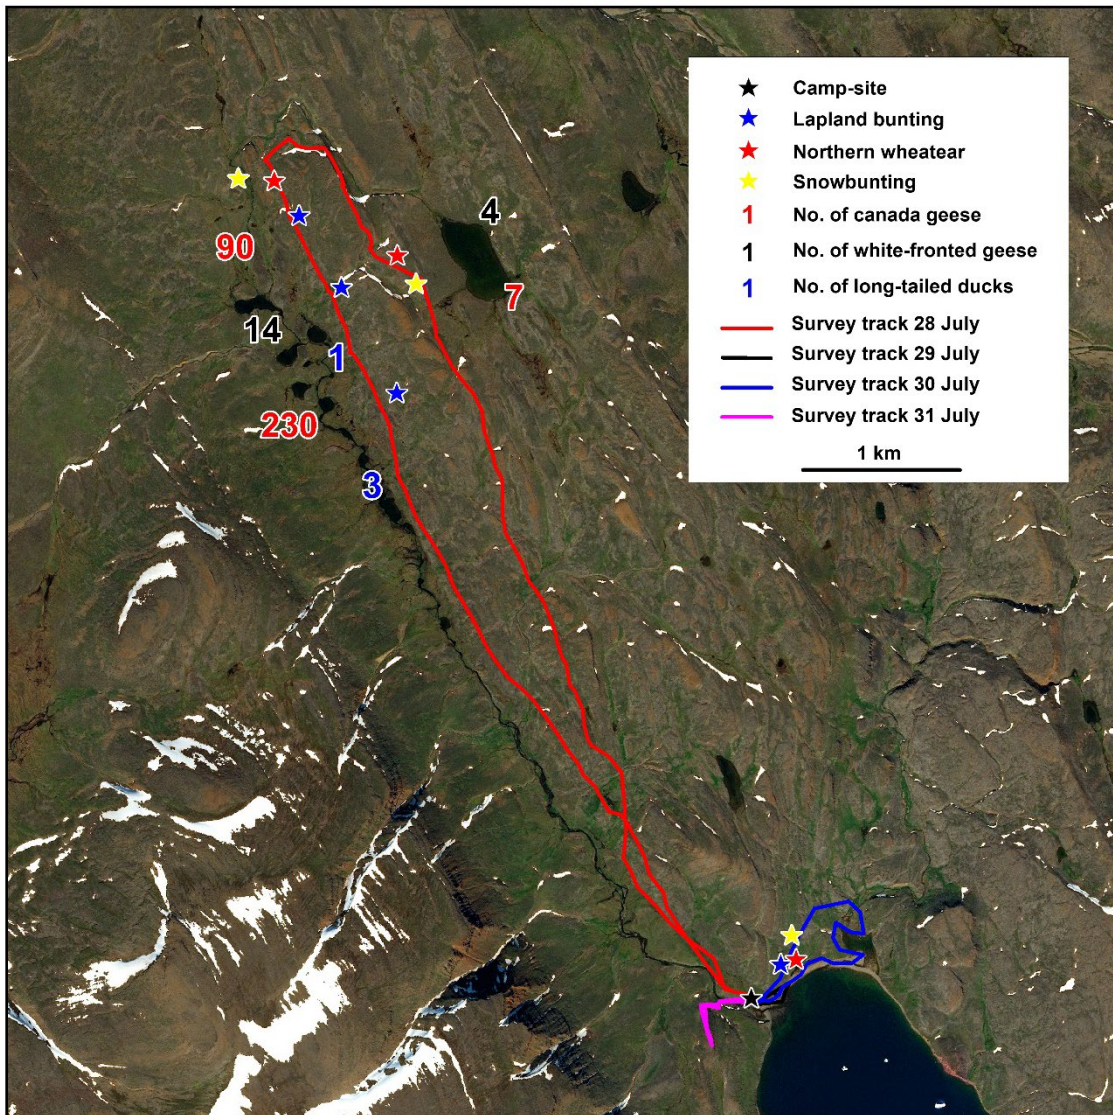 Camp-site
Lapland bunting
Northern wheatear
Snowbunting
1 No. of canada geese
1 No. of white-fronted geese
1 No. of long-tailed ducks
Survey track 28 July
Survey track 29 July
Survey track 30 July
Survey track 31 July
1 km
4
90
7
14
1
230
3